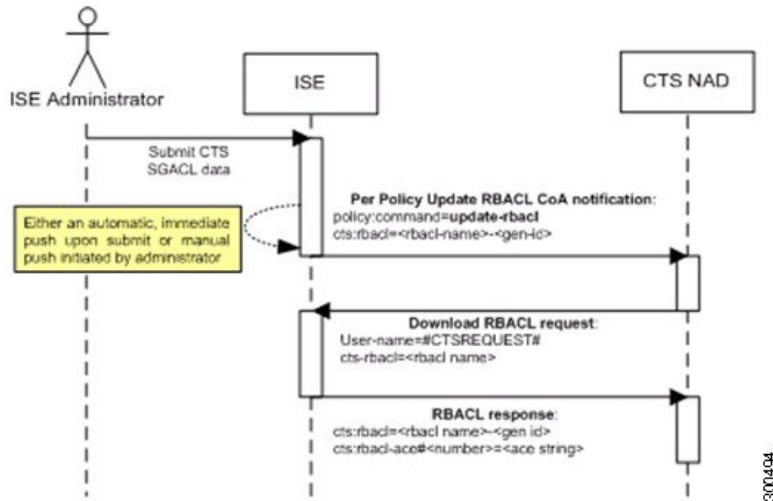 ISE Administrator
ISE
CTS NAD
Submit CTS
SGACL data
Either an automatic, immediate
push upon submit or manual
push initiated by administrator
Per Policy Update RBACL CoA notification:
policy:command=update-rbacl
cts:rbacl=<rbacl-name>-<gen-id>
Download RBACL request:
User-name=#CTSREQUEST#
cts-rbacl=<rbacl name>
RBACL response:
cts:rbacl=<rbacl name>-<gen id>
cts:rbacl-ace#<number>=<ace string>
300494